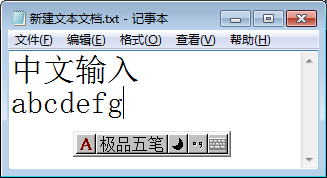 新建文本文档.txt - 记事本
文件(F) 编辑(E) 格式(O) 查看(V) 帮助(H)
中文输入
abcdefg
A 极品五笔